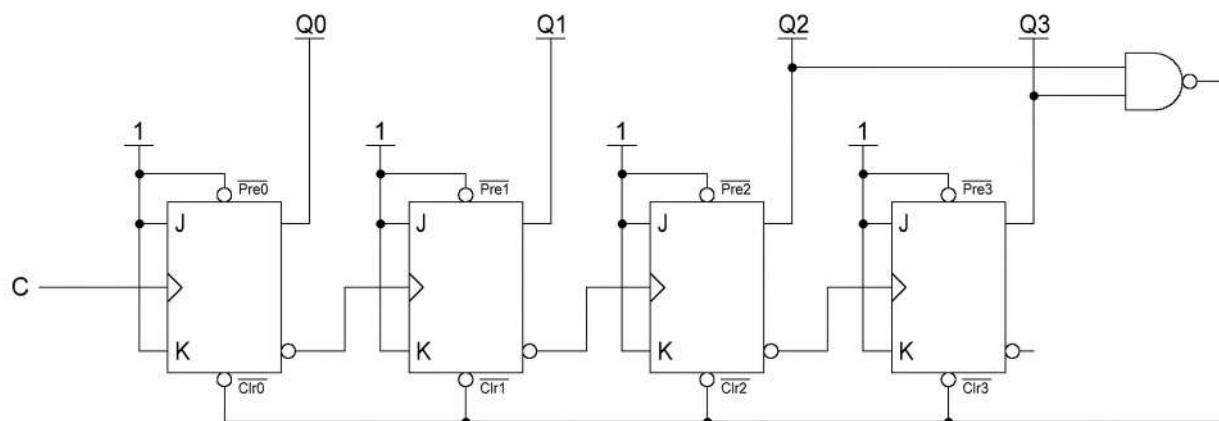 Q0 Q1 Q2 Q3
1 1 1 1
Pre0 Pre1 Pre2 Pre3
J J J J
C
K K K K
Clr0 Clr1 Clr2 Clr3